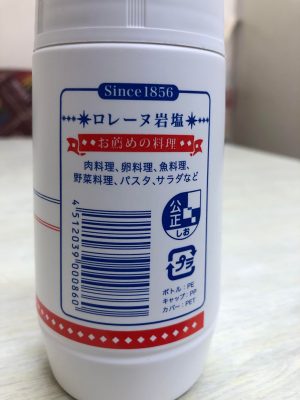 Since1856
ロレーヌ岩塩
お薦めの料理
肉料理、卵料理、魚料理、
野菜料理、パスタ、サラダなど
4512039000860
公正
しお
プラ
ボトル:PE
キャップ:PP
カバー:PET